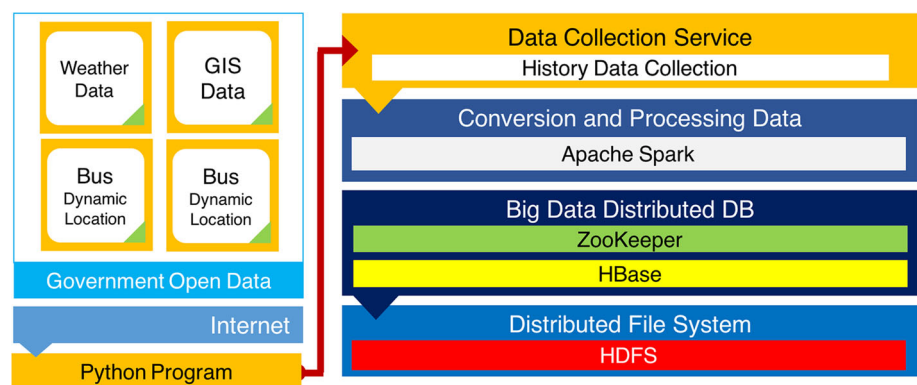 Weather
Data
GIS
Data
Bus
Dynamic
Location
Bus
Dynamic
Location
Government Open Data
Internet
Python Program
Data Collection Service
History Data Collection
Conversion and Processing Data
Apache Spark
Big Data Distributed DB
ZooKeeper
HBase
Distributed File System
HDFS